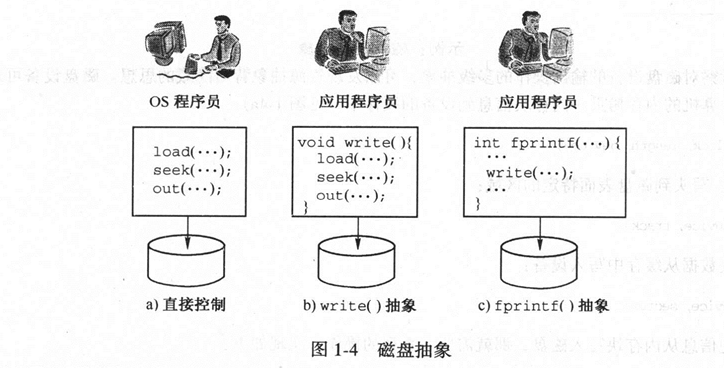 OS 程序员
应用程序员
应用程序员
load(···);
seek(···);
out(···);
void write(){
load(···);
seek(···);
out(···);
}
int fprintf(···){
···
write(···);
···
}
a) 直接控制
b) write() 抽象
c) fprintf() 抽象
图 1-4 磁盘抽象